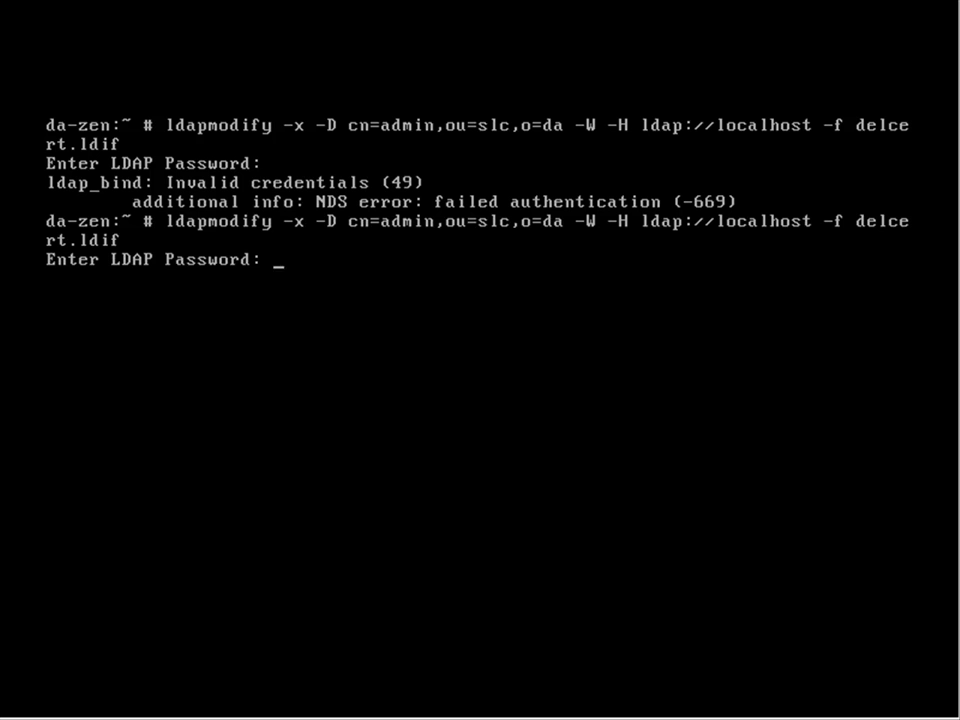 da-zen:~ # ldapmodify -x -D cn=admin,ou=slc,o=da -W -H ldap://localhost -f delce
rt.ldif
Enter LDAP Password:
ldap_bind: Invalid credentials (49)
        additional info: NDS error: failed authentication (-669)
da-zen:~ # ldapmodify -x -D cn=admin,ou=slc,o=da -W -H ldap://localhost -f delce
rt.ldif
Enter LDAP Password: _